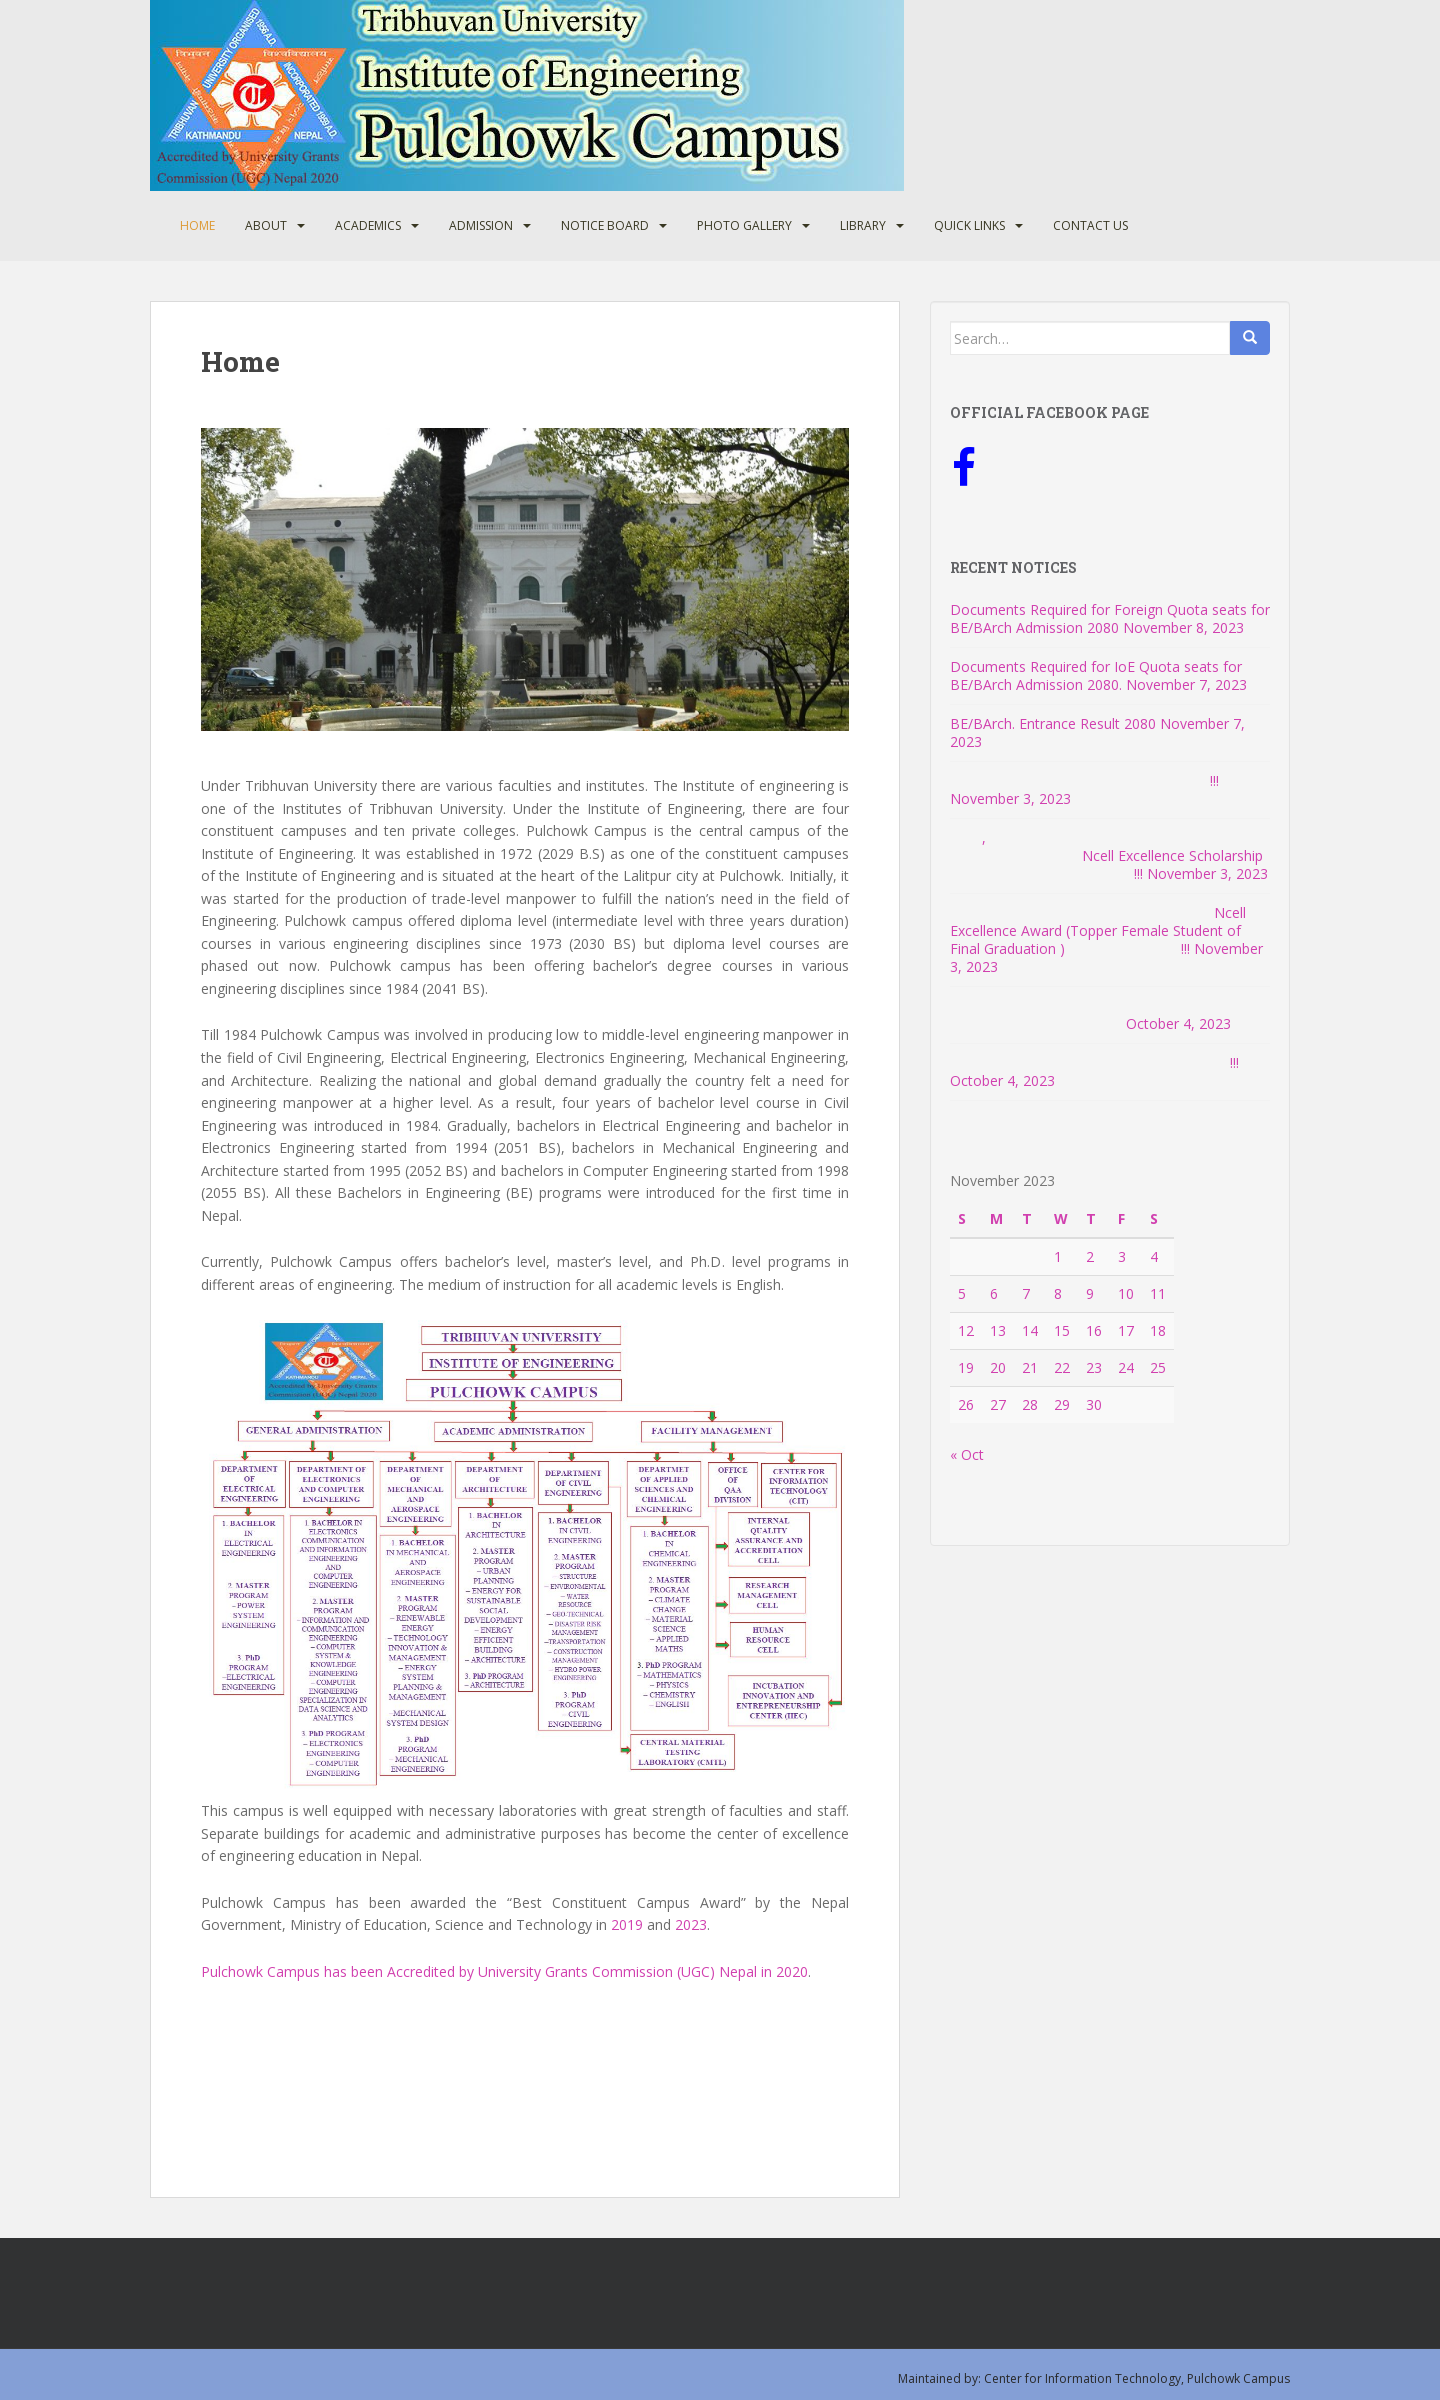 Tribhuvan University
Institute of Engineering
Pulchowk Campus
TRIBHUVAN UNIVERSITY ORGANISED 1959 A.D. INCORPORATED 1959 A.D.
त्रिभुवन विश्वविद्यालय
KATHMANDU NEPAL
Accredited by University Grants
Commission (UGC) Nepal 2020
HOME ABOUT ACADEMICS ADMISSION NOTICE BOARD PHOTO GALLERY LIBRARY QUICK LINKS CONTACT US
Home
Under Tribhuvan University there are various faculties and institutes. The Institute of engineering is
one of the Institutes of Tribhuvan University. Under the Institute of Engineering, there are four
constituent campuses and ten private colleges. Pulchowk Campus is the central campus of the
Institute of Engineering. It was established in 1972 (2029 B.S) as one of the constituent campuses
of the Institute of Engineering and is situated at the heart of the Lalitpur city at Pulchowk. Initially, it
was started for the production of trade-level manpower to fulfill the nation’s need in the field of
Engineering. Pulchowk campus offered diploma level (intermediate level with three years duration)
courses in various engineering disciplines since 1973 (2030 BS) but diploma level courses are
phased out now. Pulchowk campus has been offering bachelor’s degree courses in various
engineering disciplines since 1984 (2041 BS).
Till 1984 Pulchowk Campus was involved in producing low to middle-level engineering manpower in
the field of Civil Engineering, Electrical Engineering, Electronics Engineering, Mechanical Engineering,
and Architecture. Realizing the national and global demand gradually the country felt a need for
engineering manpower at a higher level. As a result, four years of bachelor level course in Civil
Engineering was introduced in 1984. Gradually, bachelors in Electrical Engineering and bachelor in
Electronics Engineering started from 1994 (2051 BS), bachelors in Mechanical Engineering and
Architecture started from 1995 (2052 BS) and bachelors in Computer Engineering started from 1998
(2055 BS). All these Bachelors in Engineering (BE) programs were introduced for the first time in
Nepal.
Currently, Pulchowk Campus offers bachelor’s level, master’s level, and Ph.D. level programs in
different areas of engineering. The medium of instruction for all academic levels is English.
KATHMANDU NEPAL
Accredited by University Grants
Commission (UGC) Nepal 2020
TRIBHUVAN UNIVERSITY
INSTITUTE OF ENGINEERING
PULCHOWK CAMPUS
GENERAL ADMINISTRATION
ACADEMIC ADMINISTRATION
FACILITY MANAGEMENT
DEPARTMENT
OF
ELECTRICAL
ENGINEERING
1. BACHELOR
IN
ELECTRICAL
ENGINEERING
2. MASTER
PROGRAM
– POWER
SYSTEM
ENGINEERING
3. PhD
PROGRAM
–ELECTRICAL
ENGINEERING
DEPARTMENT OF
ELECTRONICS
AND COMPUTER
ENGINEERING
1. BACHELOR IN
ELECTRONICS
COMMUNICATION
AND INFORMATION
ENGINEERING
AND
COMPUTER
ENGINEERING
2. MASTER
PROGRAM
– INFORMATION AND
COMMUNICATION
ENGINEERING
– COMPUTER
SYSTEM &
KNOWLEDGE
ENGINEERING
– COMPUTER
ENGINEERING
SPECIALIZATION IN
DATA SCIENCE AND
ANALYTICS
3. PhD PROGRAM
– ELECTRONICS
ENGINEERING
– COMPUTER
ENGINEERING
DEPARTMENT
OF
MECHANICAL
AND
AEROSPACE
ENGINEERING
1. BACHELOR
IN MECHANICAL
AND
AEROSPACE
ENGINEERING
2. MASTER
PROGRAM
– RENEWABLE
ENERGY
– TECHNOLOGY
INNOVATION &
MANAGEMENT
– ENERGY
SYSTEM
PLANNING &
MANAGEMENT
–MECHANICAL
SYSTEM DESIGN
3. PhD
PROGRAM
– MECHANICAL
ENGINEERING
DEPARTMENT
OF
ARCHITECTURE
1. BACHELOR
IN
ARCHITECTURE
2. MASTER
PROGRAM
– URBAN
PLANNING
– ENERGY FOR
SUSTAINABLE
SOCIAL
DEVELOPMENT
– ENERGY
EFFICIENT
BUILDING
– ARCHITECTURE
3. PhD PROGRAM
– ARCHITECTURE
DEPARTMENT
OF CIVIL
ENGINEERING
1. BACHELOR
IN CIVIL
ENGINEERING
2. MASTER
PROGRAM
– STRUCTURE
– ENVIRONMENTAL
– WATER
RESOURCE
– GEO-TECHNICAL
– DISASTER RISK
MANAGEMENT
–TRANSPORTATION
– CONSTRUCTION
MANAGEMENT
– HYDRO POWER
ENGINEERING
3. PhD
PROGRAM
– CIVIL
ENGINEERING
DEPARTMET
OF APPLIED
SCIENCES AND
CHEMICAL
ENGINEERING
1. BACHELOR
IN
CHEMICAL
ENGINEERING
2. MASTER
PROGRAM
– CLIMATE
CHANGE
– MATERIAL
SCIENCE
– APPLIED
MATHS
3. PhD PROGRAM
– MATHEMATICS
– PHYSICS
– CHEMISTRY
– ENGLISH
CENTRAL MATERIAL
TESTING
LABORATORY (CMTL)
OFFICE
OF
QAA
DIVISION
CENTER FOR
INFORMATION
TECHNOLOGY
(CIT)
INTERNAL
QUALITY
ASSURANCE AND
ACCREDITATION
CELL
RESEARCH
MANAGEMENT
CELL
HUMAN
RESOURCE
CELL
INCUBATION
INNOVATION AND
ENTREPRENEURSHIP
CENTER (IIEC)
This campus is well equipped with necessary laboratories with great strength of faculties and staff.
Separate buildings for academic and administrative purposes has become the center of excellence
of engineering education in Nepal.
Pulchowk Campus has been awarded the “Best Constituent Campus Award” by the Nepal
Government, Ministry of Education, Science and Technology in 2019 and 2023.
Pulchowk Campus has been Accredited by University Grants Commission (UGC) Nepal in 2020.
Search…
OFFICIAL FACEBOOK PAGE
RECENT NOTICES
Documents Required for Foreign Quota seats for
BE/BArch Admission 2080 November 8, 2023
Documents Required for IoE Quota seats for
BE/BArch Admission 2080. November 7, 2023
BE/BArch. Entrance Result 2080 November 7,
2023
!!!
November 3, 2023
,
Ncell Excellence Scholarship
!!! November 3, 2023
Ncell
Excellence Award (Topper Female Student of
Final Graduation ) !!! November
3, 2023
October 4, 2023
!!!
October 4, 2023
November 2023
S M T W T F S
1 2 3 4
5 6 7 8 9 10 11
12 13 14 15 16 17 18
19 20 21 22 23 24 25
26 27 28 29 30
« Oct
Maintained by: Center for Information Technology, Pulchowk Campus